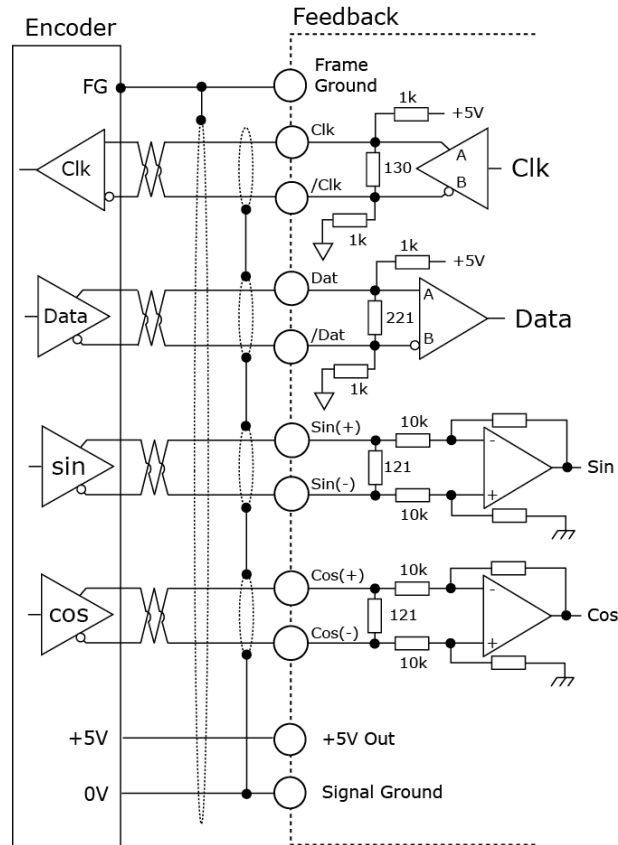 Encoder
Feedback
FG
Frame
Ground
1k
+5V
Clk
Clk
A
130
B
Clk
/Clk
1k
Dat
1k
+5V
Data
A
221
Data
/Dat
B
1k
Sin(+)
10k
-
sin
121
Sin
Sin(-)
+
10k
Cos(+)
10k
-
cos
121
Cos
Cos(-)
+
10k
+5V
+5V Out
0V
Signal Ground